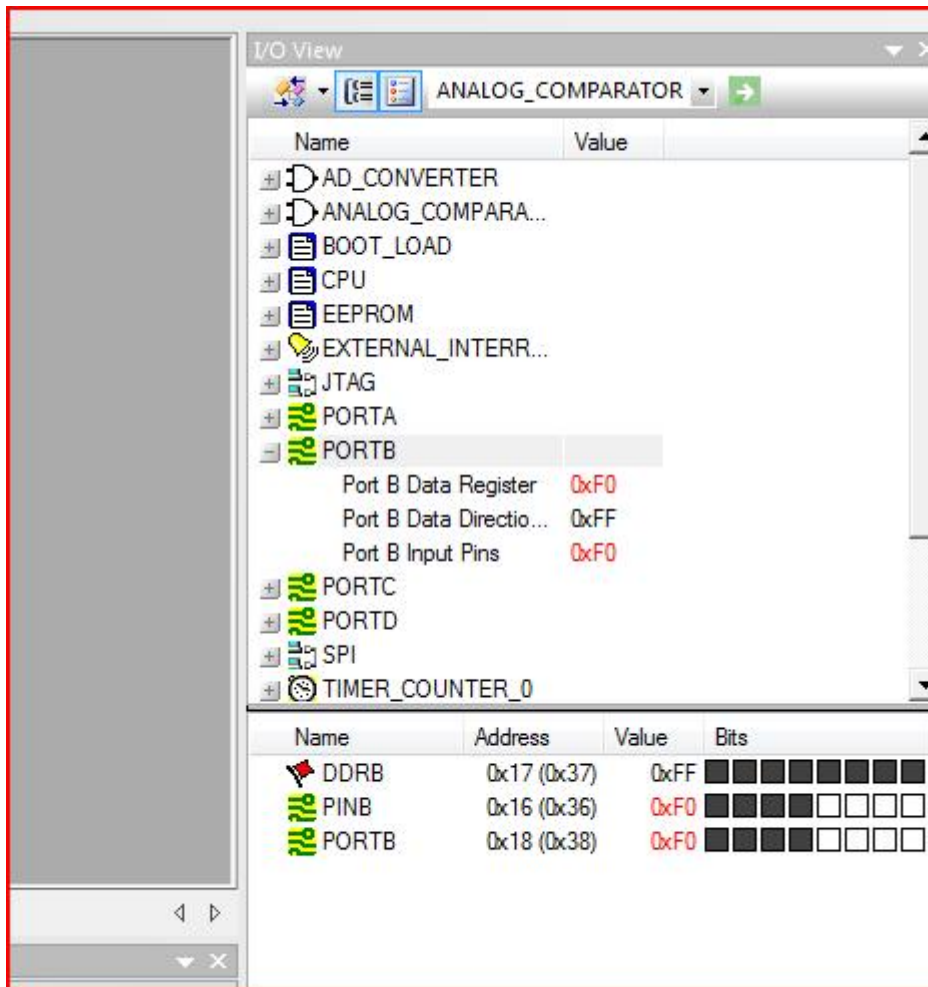 I/O View
ANALOG_COMPARATOR
Name Value
AD_CONVERTER
ANALOG_COMPARA...
BOOT_LOAD
CPU
EEPROM
EXTERNAL_INTERR...
JTAG
PORTA
PORTB
Port B Data Register 0xF0
Port B Data Directio... 0xFF
Port B Input Pins 0xF0
PORTC
PORTD
SPI
TIMER_COUNTER_0
Name Address Value Bits
DDRB 0x17 (0x37) 0xFF
PINB 0x16 (0x36) 0xF0
PORTB 0x18 (0x38) 0xF0